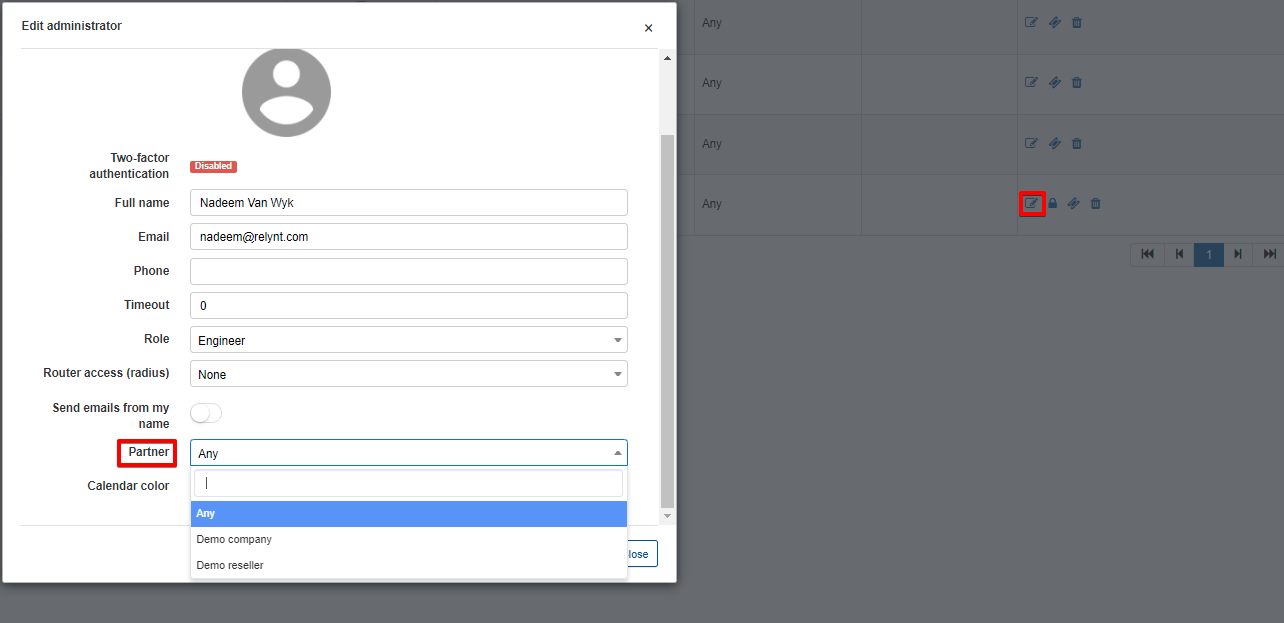 Edit administrator
×
Two-factor
authentication
Disabled
Full name
Nadeem Van Wyk
Email
nadeem@relynt.com
Phone
Timeout
0
Role
Engineer
Router access (radius)
None
Send emails from my
name
Partner
Any
Calendar color
Any
Demo company
Demo reseller
lose
Any
Any
Any
Any
1